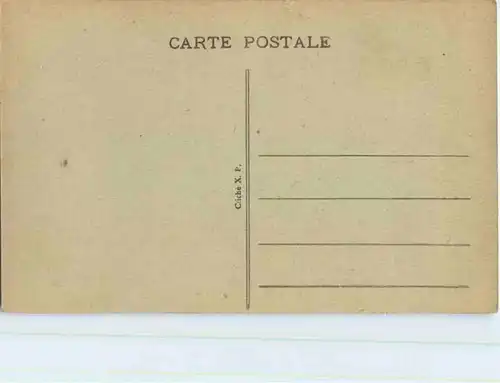 CARTE POSTALE
Cliché X. P.